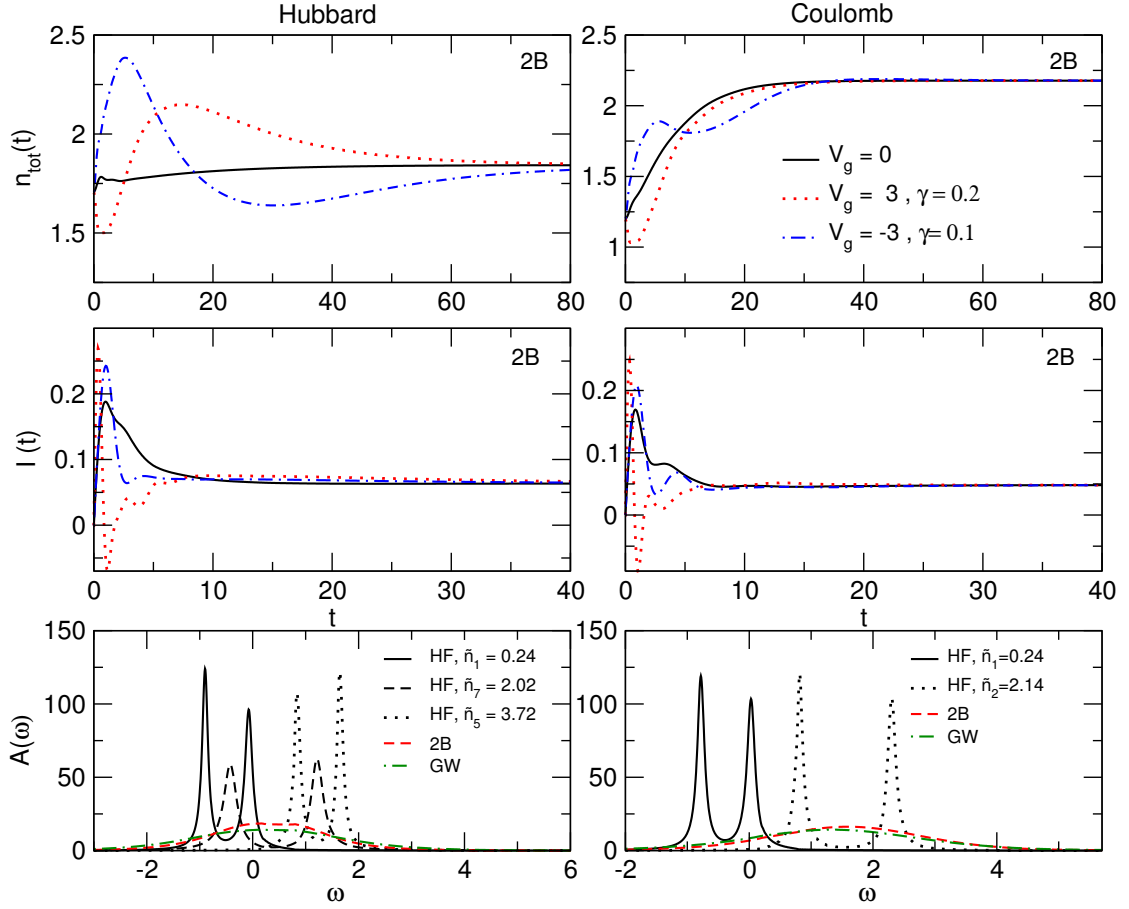 Hubbard
Coulomb
2.5
2
1.5
n_tot(t)
2B
0 20 40 60 80
2.5
2
1.5
1
2B
V_g = 0
V_g = 3 , γ=0.2
V_g = -3 , γ=0.1
0 20 40 60 80
0.2
0.1
0
I (t)
2B
0 10 20 30 40
t
0.2
0.1
0
2B
0 10 20 30 40
t
150
100
50
0
A(ω)
HF, ñ_1 = 0.24
HF, ñ_7 = 2.02
HF, ñ_5 = 3.72
2B
GW
-2 0 2 4 6
ω
150
100
50
0
HF, ñ_1=0.24
HF, ñ_2=2.14
2B
GW
-2 0 2 4
ω